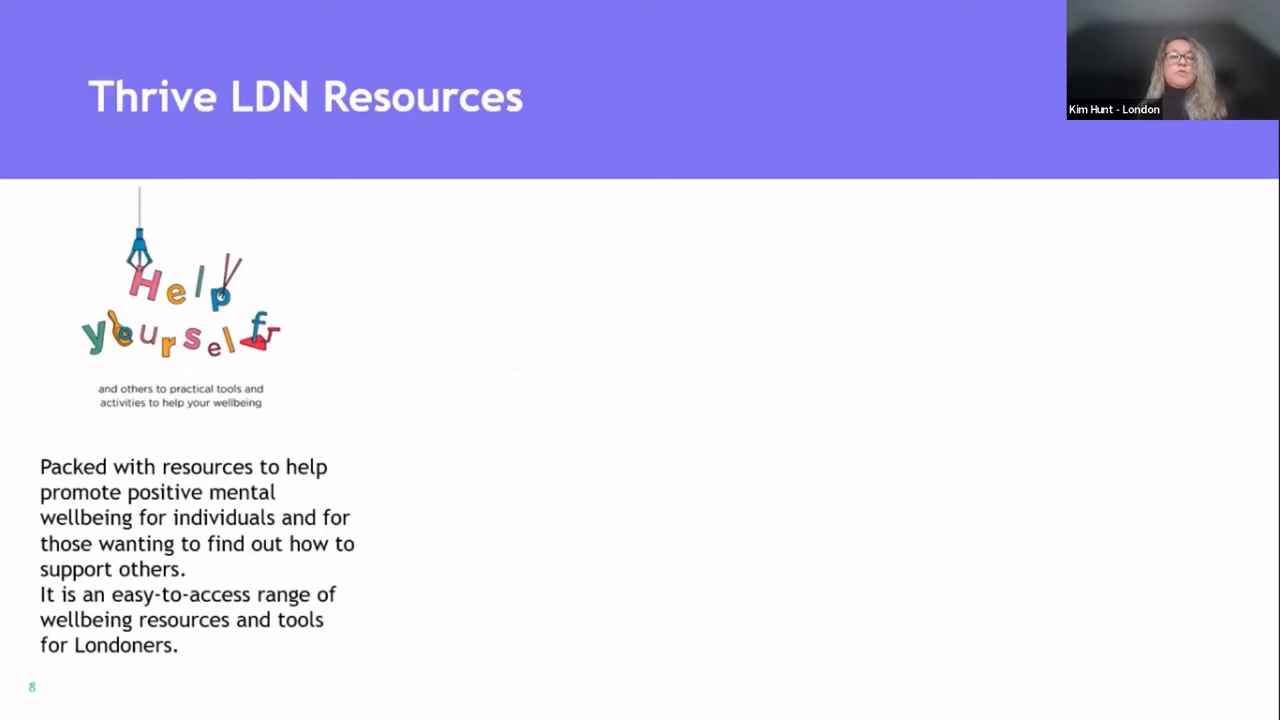 Thrive LDN Resources
Kim Hunt - London
Help
yourself
and others to practical tools and
activities to help your wellbeing
Packed with resources to help
promote positive mental
wellbeing for individuals and for
those wanting to find out how to
support others.
It is an easy-to-access range of
wellbeing resources and tools
for Londoners.
8